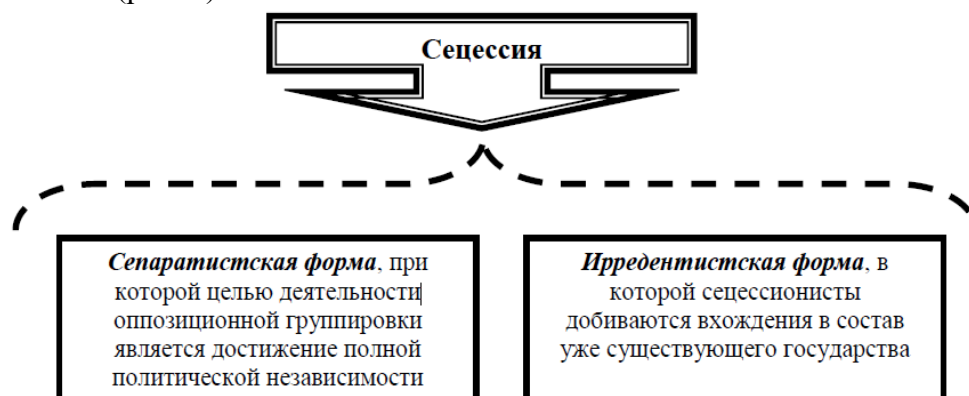 Сецессия
Сепаратистская форма, при
которой целью деятельности
оппозиционной группировки
является достижение полной
политической независимости
Ирредентистская форма, в
которой сецессионисты
добиваются вхождения в состав
уже существующего государства